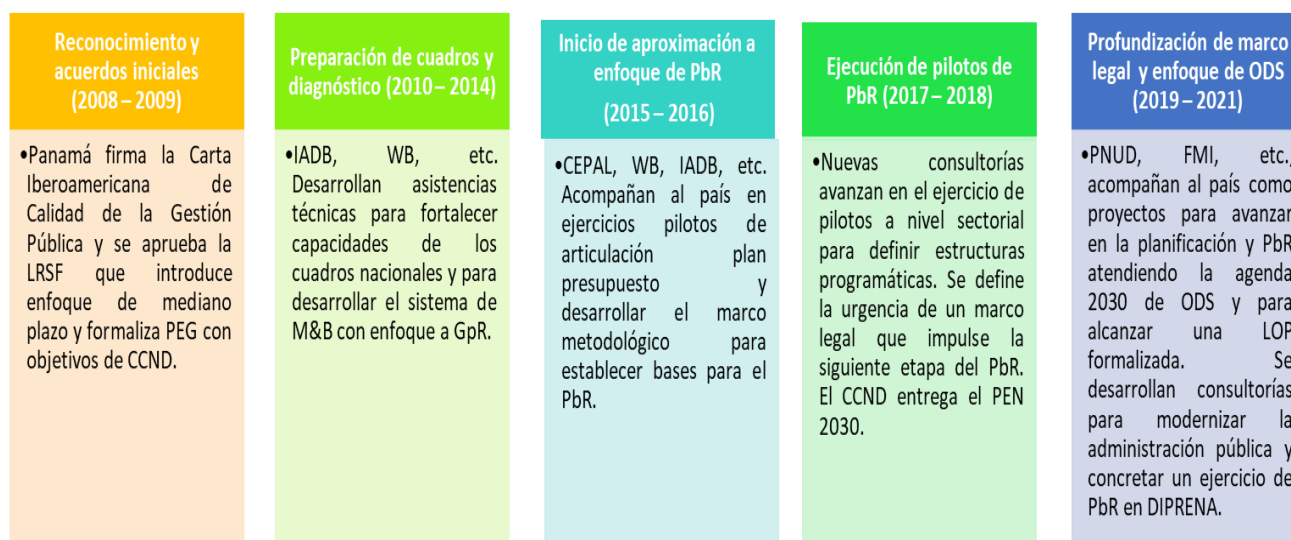 Reconocimiento y
acuerdos iniciales
(2008 – 2009)
•Panamá firma la Carta
Iberoamericana de
Calidad de la Gestión
Pública y se aprueba la
LRSF que introduce
enfoque de mediano
plazo y formaliza PEG con
objetivos de CCND.
Preparación de cuadros y
diagnóstico (2010 – 2014)
•IADB, WB, etc.
Desarrollan asistencias
técnicas para fortalecer
capacidades de los
cuadros nacionales y para
desarrollar el sistema de
M&B con enfoque a GpR.
Inicio de aproximación a
enfoque de PbR
(2015 – 2016)
•CEPAL, WB, IADB, etc.
Acompañan al país en
ejercicios pilotos de
articulación plan
presupuesto y
desarrollar el marco
metodológico para
establecer bases para el
PbR.
Ejecución de pilotos de
PbR (2017 – 2018)
•Nuevas consultorías
avanzan en el ejercicio de
pilotos a nivel sectorial
para definir estructuras
programáticas. Se define
la urgencia de un marco
legal que impulse la
siguiente etapa del PbR.
El CCND entrega el PEN
2030.
Profundización de marco
legal y enfoque de ODS
(2019 – 2021)
•PNUD, FMI, etc.,
acompañan al país como
proyectos para avanzar
en la planificación y PbR
atendiendo la agenda
2030 de ODS y para
alcanzar una LOP
formalizada. Se
desarrollan consultorías
para modernizar la
administración pública y
concretar un ejercicio de
PbR en DIPRENA.